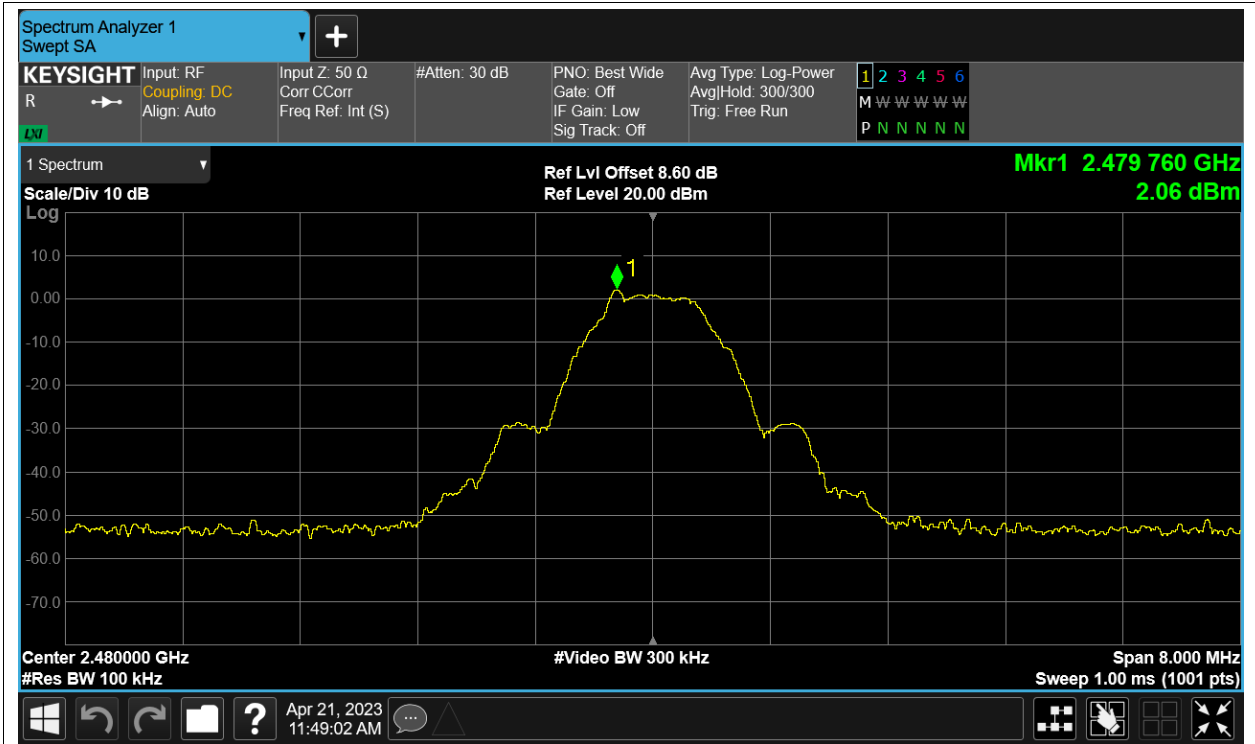 Spectrum Analyzer 1
Swept SA
+
KEYSIGHT
R
LXI
Input: RF
Coupling: DC
Align: Auto
Input Z: 50 Ω
Corr CCorr
Freq Ref: Int (S)
#Atten: 30 dB
PNO: Best Wide
Gate: Off
IF Gain: Low
Sig Track: Off
Avg Type: Log-Power
Avg|Hold: 300/300
Trig: Free Run
1 2 3 4 5 6
M W W W W W
P N N N N N
1 Spectrum
Scale/Div 10 dB
Log
Ref Lvl Offset 8.60 dB
Ref Level 20.00 dBm
Mkr1 2.479 760 GHz
2.06 dBm
1
10.0
0.00
-10.0
-20.0
-30.0
-40.0
-50.0
-60.0
-70.0
Center 2.480000 GHz
#Res BW 100 kHz
#Video BW 300 kHz
Span 8.000 MHz
Sweep 1.00 ms (1001 pts)
?
Apr 21, 2023
11:49:02 AM